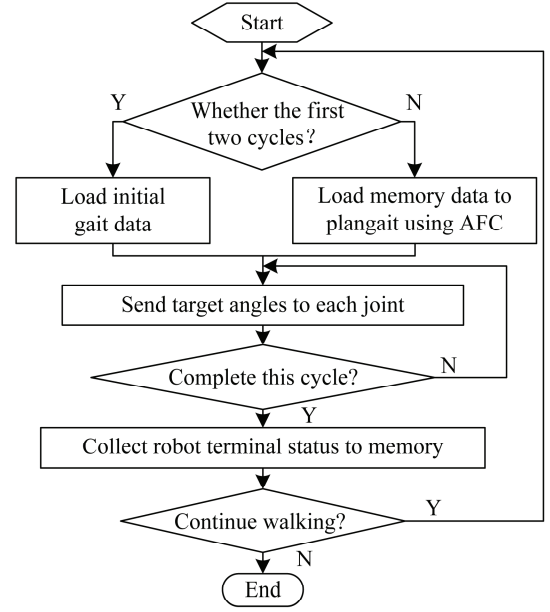 Start
Y
N
Whether the first
two cycles?
Load initial
gait data
Load memory data to
plangait using AFC
Send target angles to each joint
Complete this cycle?
N
Y
Collect robot terminal status to memory
Continue walking?
Y
N
End